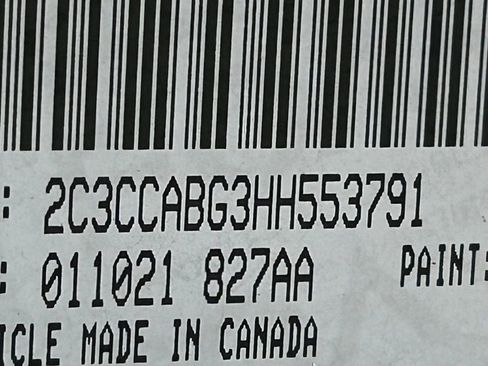 : 2C3CCABG3HH553791
: 011021 827AA PAINT:
ICLE MADE IN CANADA